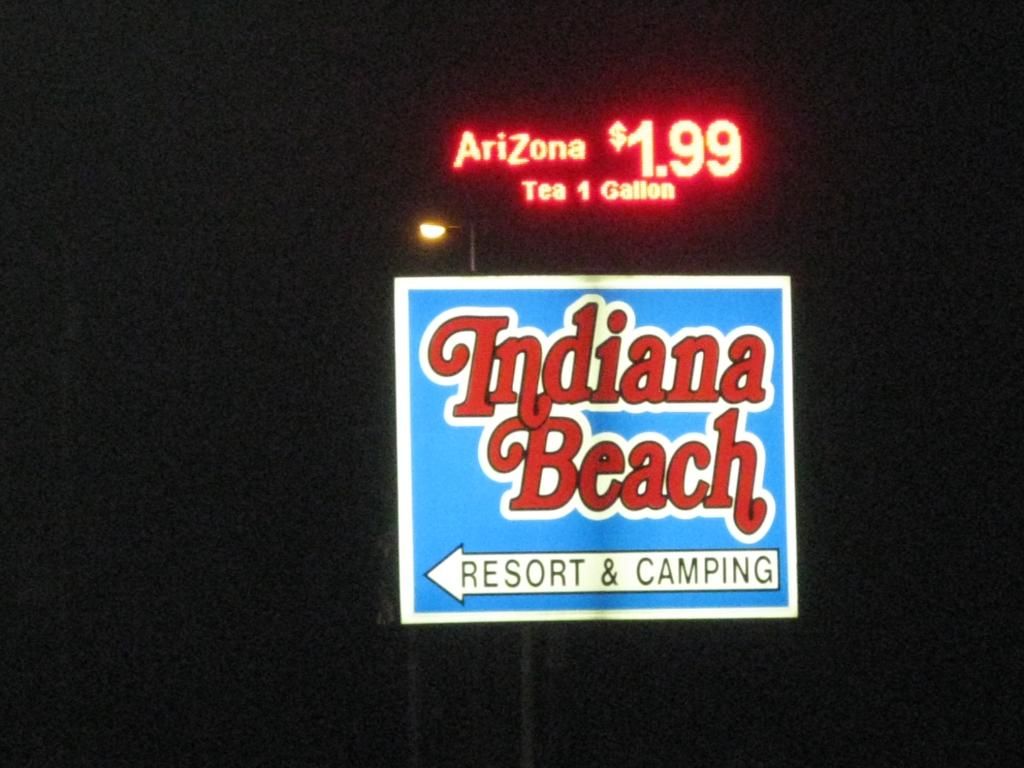 AriZona $1.99
Tea 1 Gallon
Indiana
Beach
RESORT & CAMPING